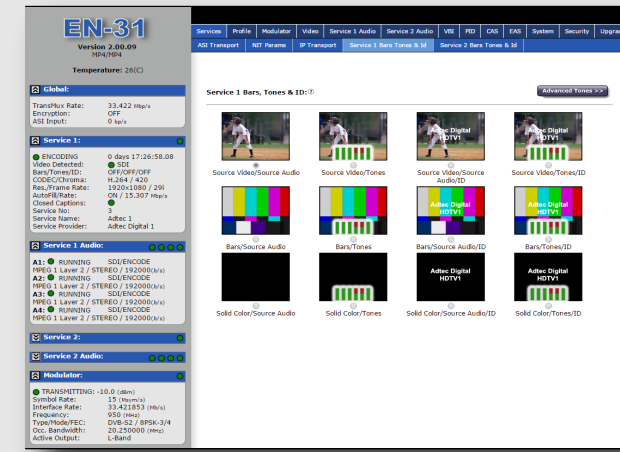 EN-31
Version 2.00.09
MP4/MP4
Temperature: 26(C)
Global:
TransMux Rate: 33.422 Mbp/s
Encryption: OFF
ASI Input: 0 bp/s
Service 1:
ENCODING 0 days 17:26:58.08
Video Detected: SDI
Bars/Tones/ID: OFF/OFF/OFF
CODEC/Chroma: H.264 / 420
Res./Frame Rate: 1920x1080 / 29i
AutoFill/Rate: ON / 15.307 Mbp/s
Closed Captions:
Service No: 3
Service Name: Adtec 1
Service Provider: Adtec Digital 1
Service 1 Audio:
A1: RUNNING SDI/ENCODE
MPEG 1 Layer 2 / STEREO / 192000(b/s)
A2: RUNNING SDI/ENCODE
MPEG 1 Layer 2 / STEREO / 192000(b/s)
A3: RUNNING SDI/ENCODE
MPEG 1 Layer 2 / STEREO / 192000(b/s)
A4: RUNNING SDI/ENCODE
MPEG 1 Layer 2 / STEREO / 192000(b/s)
Service 2:
Service 2 Audio:
Modulator:
TRANSMITTING: -10.0 (dBm)
Symbol Rate: 15 (Msym/s)
Interface Rate: 33.421853 (Mb/s)
Frequency: 950 (MHz)
Type/Mode/FEC: DVB-S2 / 8PSK-3/4
Occ. Bandwidth: 20.250000 (MHz)
Active Output: L-Band
Services Profile Modulator Video Service 1 Audio Service 2 Audio VBI PID CAS EAS System Security Upgra
ASI Transport NIT Params IP Transport Service 1 Bars Tones & Id Service 2 Bars Tones & Id
Service 1 Bars, Tones & ID:
Advanced Tones >>
Adtec Digital
HDTV1
Adtec Digital
HDTV1
Source Video/Source Audio Source Video/Tones Source Video/Source Audio/ID Source Video/Tones/ID
Adtec Digital
HDTV1
Adtec Digital
HDTV1
Bars/Source Audio Bars/Tones Bars/Source Audio/ID Bars/Tones/ID
Adtec Digital
HDTV1
Adtec Digital
HDTV1
Solid Color/Source Audio Solid Color/Tones Solid Color/Source Audio/ID Solid Color/Tones/ID